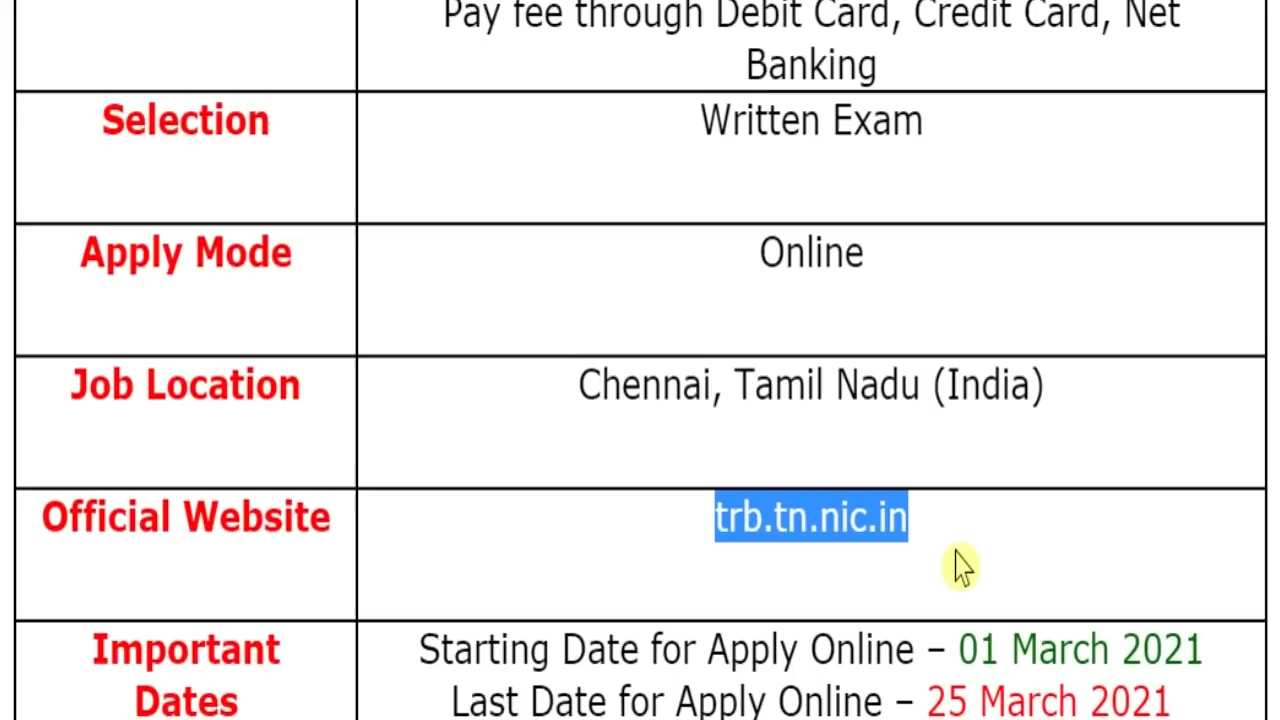 Pay fee through Debit Card, Credit Card, Net
Banking
Selection
Written Exam
Apply Mode
Online
Job Location
Chennai, Tamil Nadu (India)
Official Website
trb.tn.nic.in
Important
Dates
Starting Date for Apply Online – 01 March 2021
Last Date for Apply Online – 25 March 2021